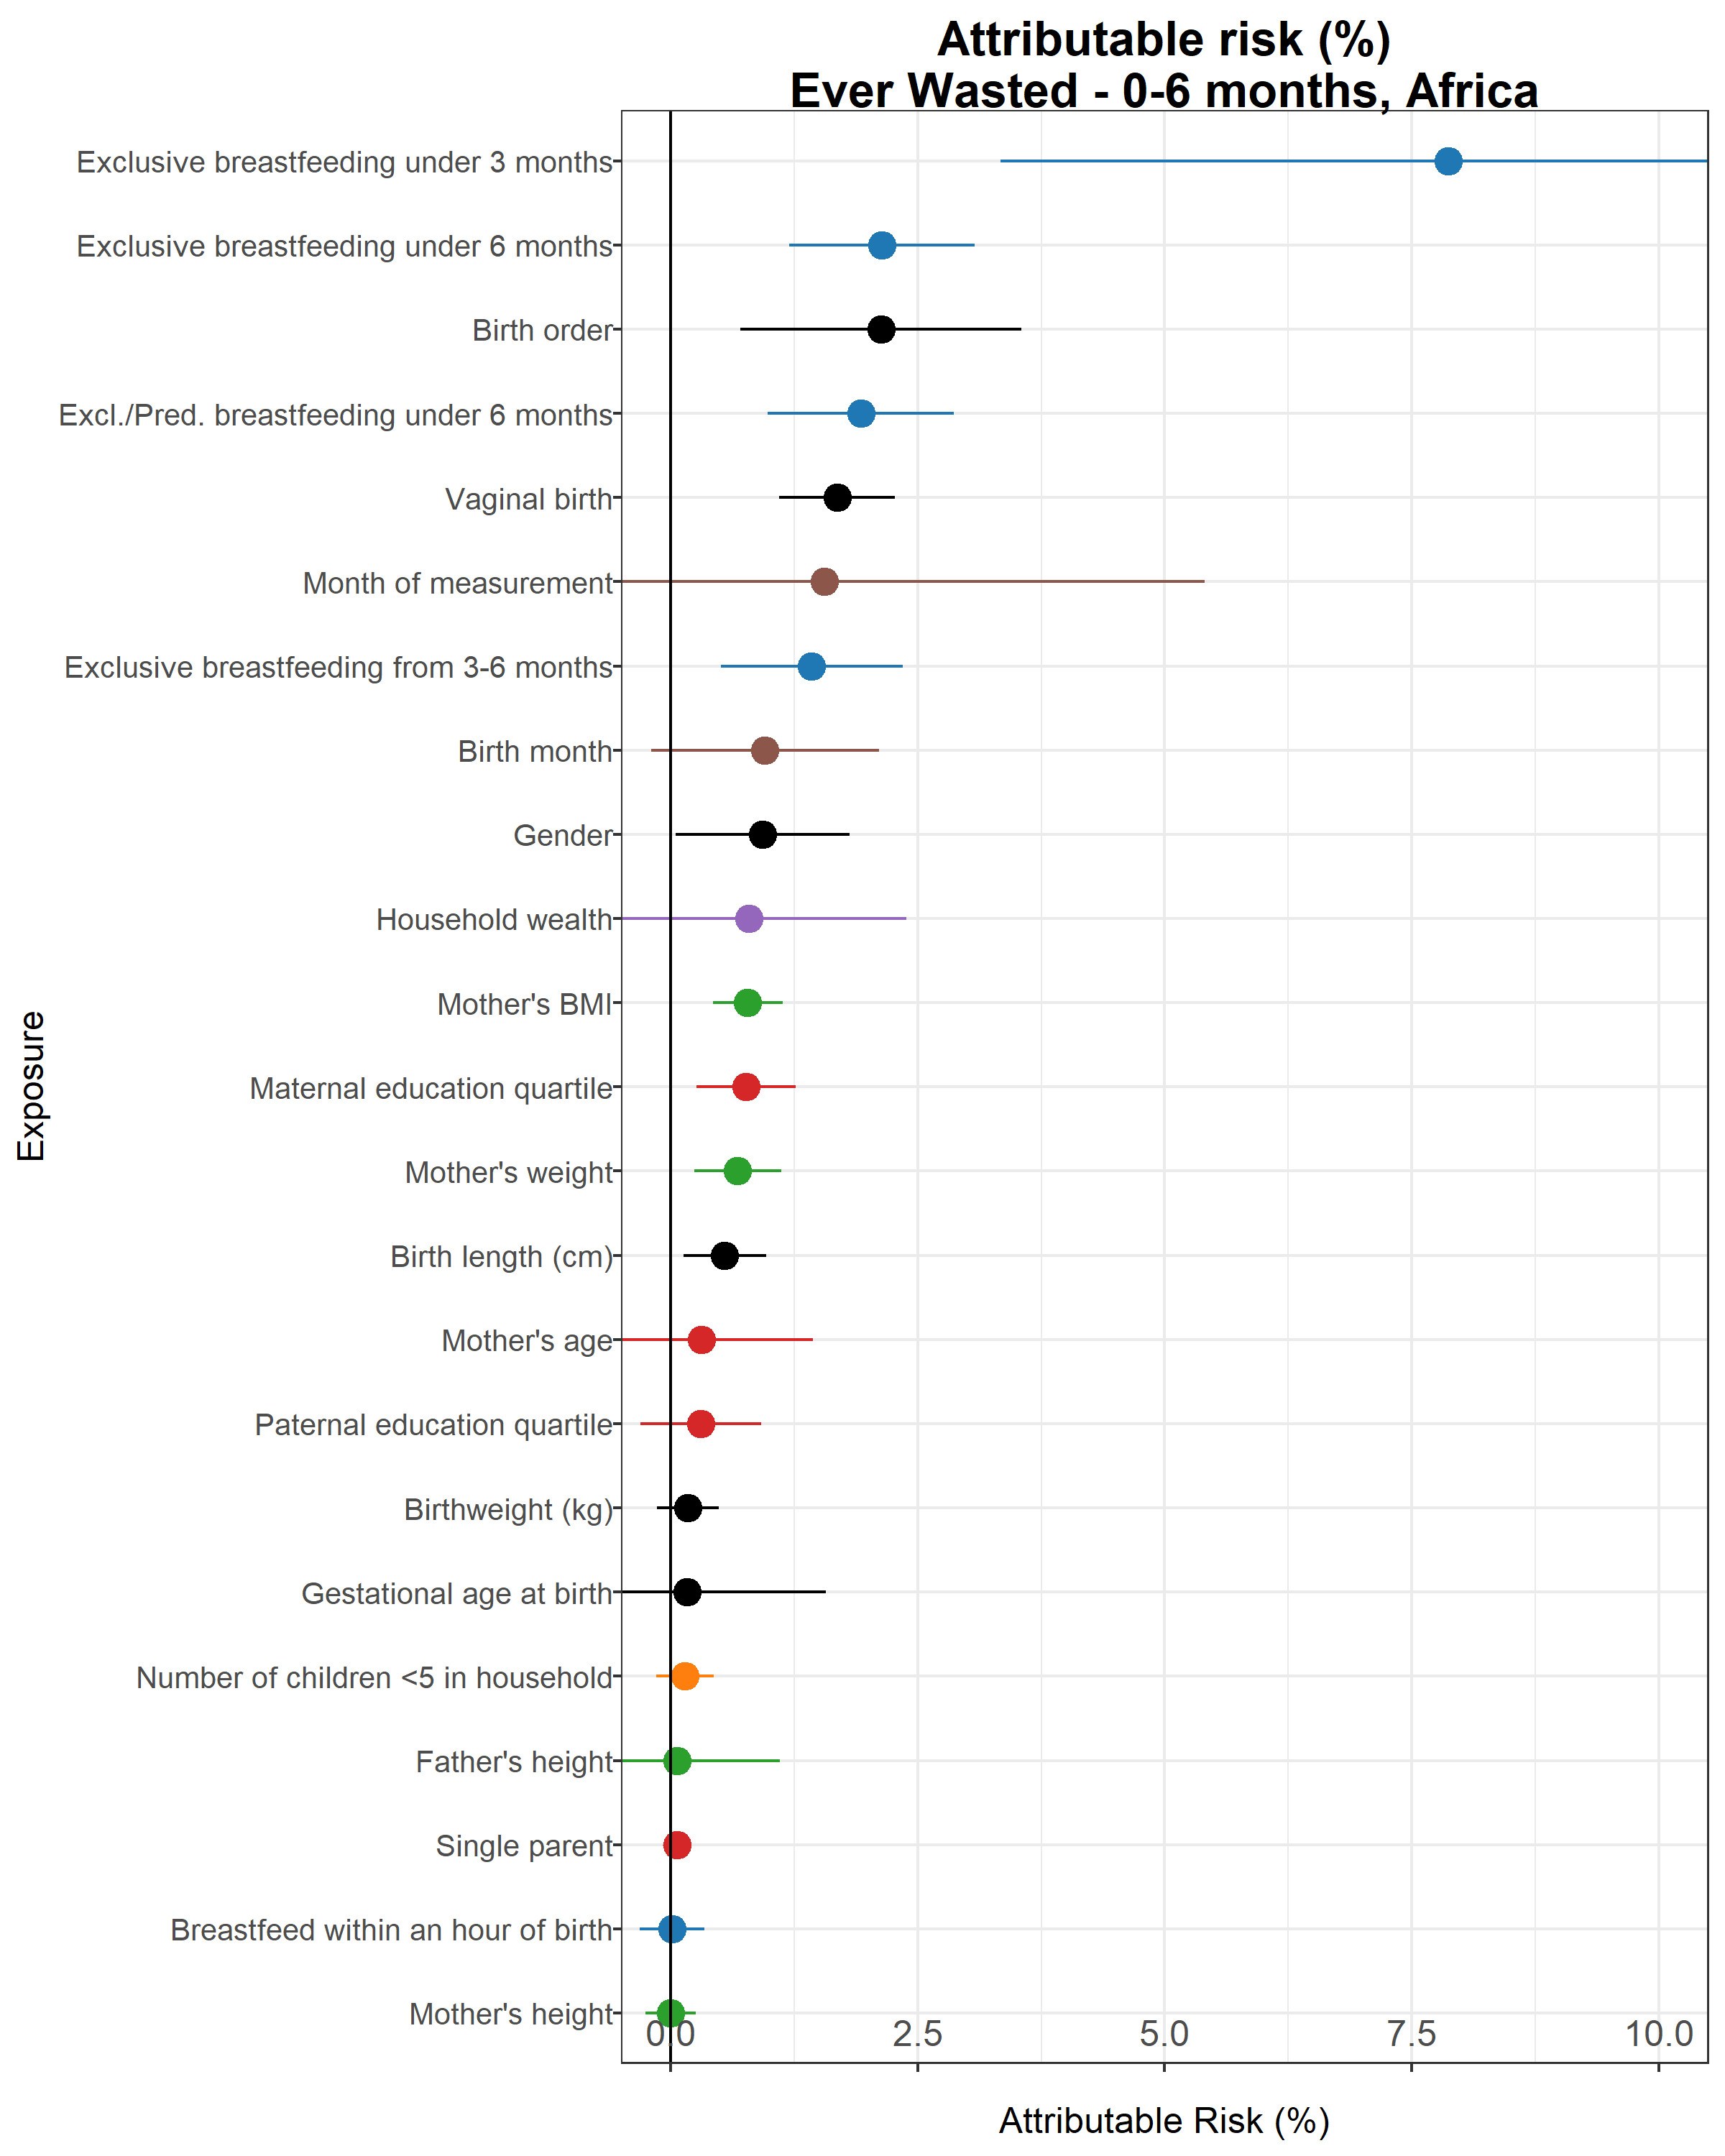 Attributable risk (%)
Ever Wasted - 0-6 months, Africa
Exposure
Exclusive breastfeeding under 3 months
Exclusive breastfeeding under 6 months
Birth order
Excl./Pred. breastfeeding under 6 months
Vaginal birth
Month of measurement
Exclusive breastfeeding from 3-6 months
Birth month
Gender
Household wealth
Mother's BMI
Maternal education quartile
Mother's weight
Birth length (cm)
Mother's age
Paternal education quartile
Birthweight (kg)
Gestational age at birth
Number of children <5 in household
Father's height
Single parent
Breastfeed within an hour of birth
Mother's height
0.0 2.5 5.0 7.5 10.0
Attributable Risk (%)